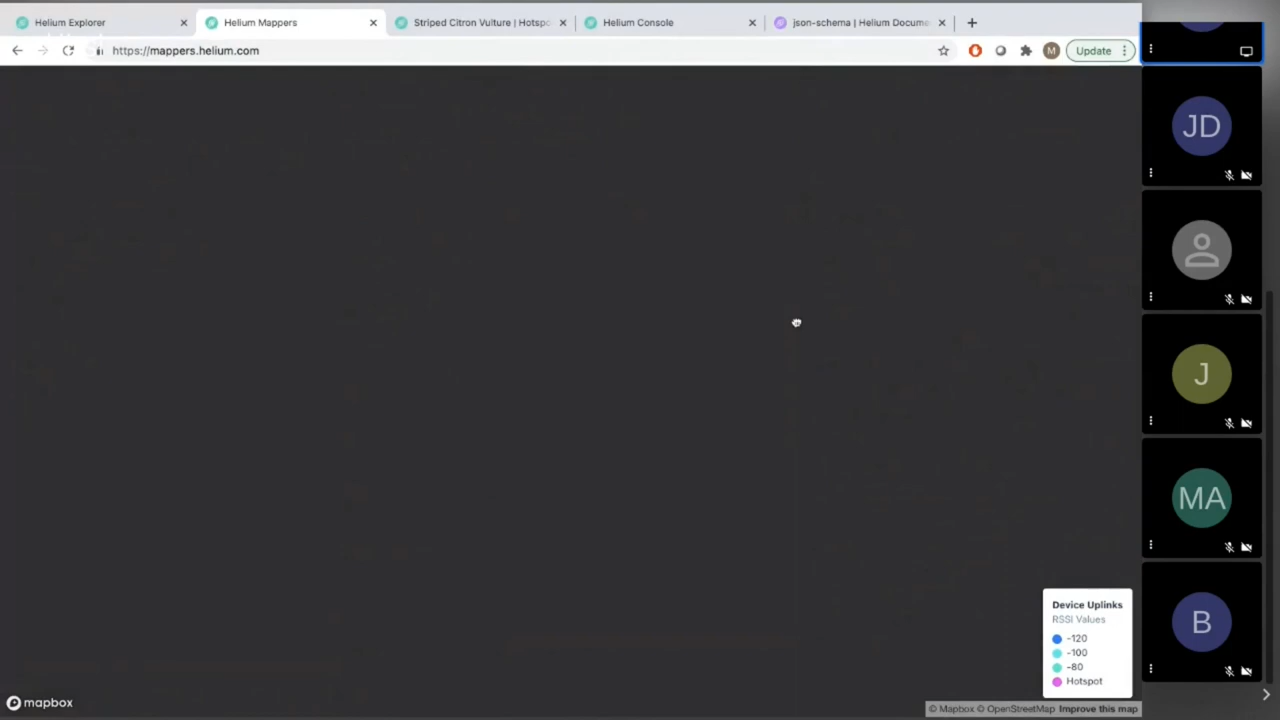 Helium Explorer
Helium Mappers
Striped Citron Vulture | Hotspo
Helium Console
json-schema | Helium Docume
https://mappers.helium.com
M
Update
JD
J
MA
B
Device Uplinks
RSSI Values
-120
-100
-80
Hotspot
mapbox
© Mapbox © OpenStreetMap Improve this map